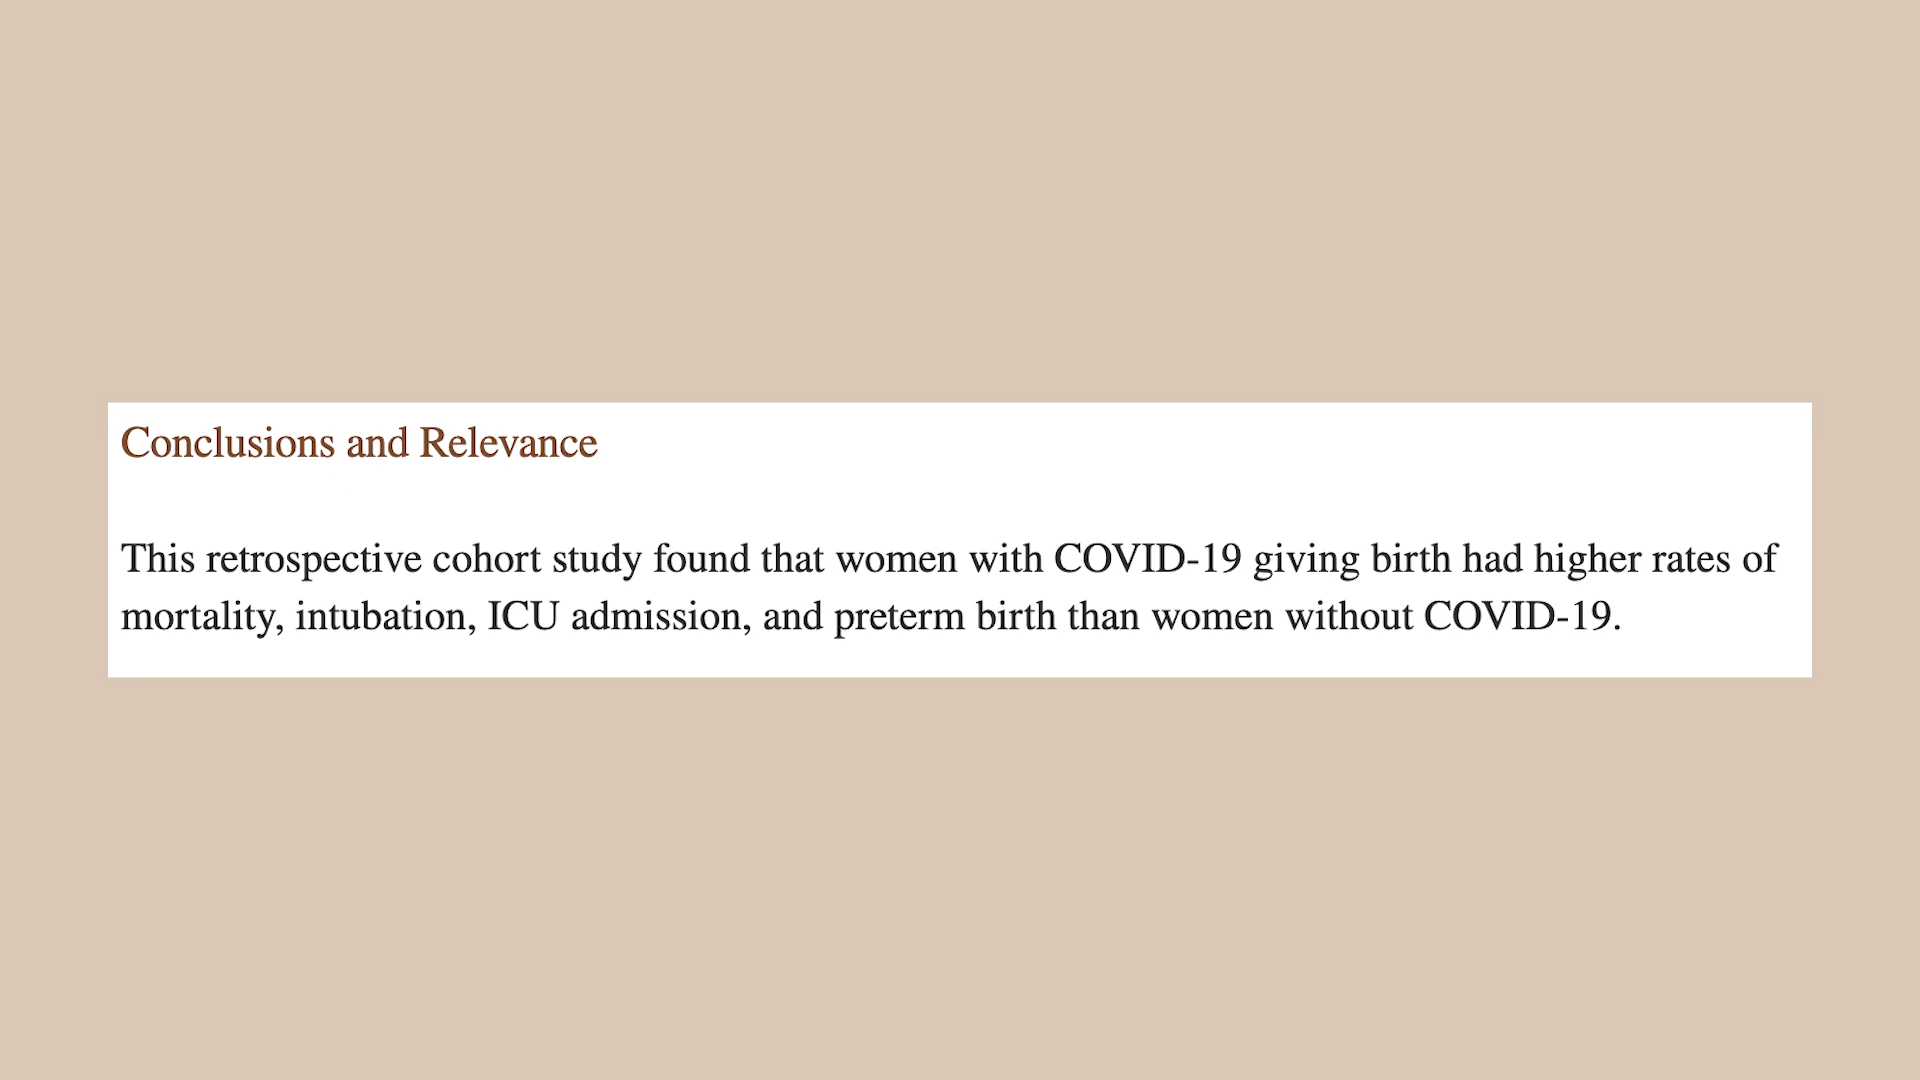 Conclusions and Relevance
This retrospective cohort study found that women with COVID-19 giving birth had higher rates of
mortality, intubation, ICU admission, and preterm birth than women without COVID-19.